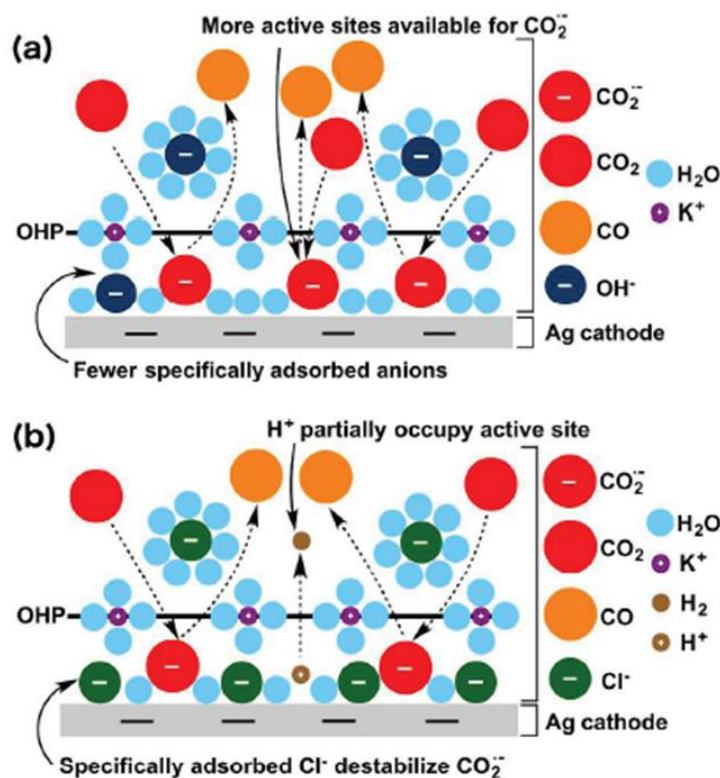 (a)
More active sites available for CO₂·⁻
CO₂·⁻
CO₂
H₂O
K⁺
CO
OH⁻
OHP
Ag cathode
Fewer specifically adsorbed anions
(b)
H⁺ partially occupy active site
CO₂·⁻
CO₂
H₂O
K⁺
CO
H₂
H⁺
Cl⁻
OHP
Ag cathode
Specifically adsorbed Cl⁻ destabilize CO₂·⁻